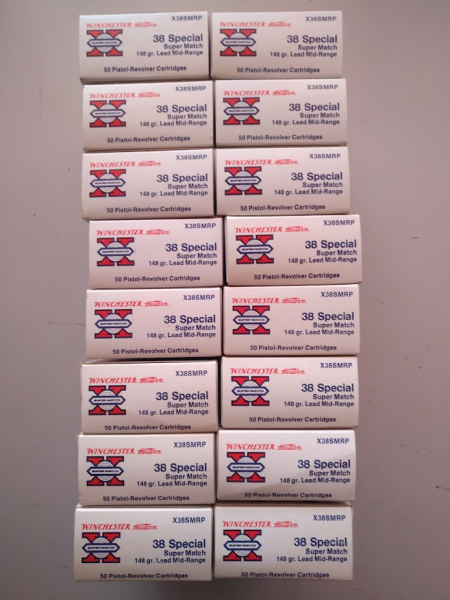 WINCHESTER Western X38SMRP
38 Special
Super Match
148 gr. Lead Mid-Range
50 Pistol-Revolver Cartridges
WINCHESTER Western X38SMRP
38 Special
Super Match
148 gr. Lead Mid-Range
50 Pistol-Revolver Cartridges
WINCHESTER Western X38SMRP
38 Special
Super Match
148 gr. Lead Mid-Range
50 Pistol-Revolver Cartridges
WINCHESTER Western X38SMRP
38 Special
Super Match
148 gr. Lead Mid-Range
50 Pistol-Revolver Cartridges
WINCHESTER Western X38SMRP
38 Special
Super Match
148 gr. Lead Mid-Range
50 Pistol-Revolver Cartridges
WINCHESTER Western X38SMRP
38 Special
Super Match
148 gr. Lead Mid-Range
50 Pistol-Revolver Cartridges
WINCHESTER Western X38SMRP
38 Special
Super Match
148 gr. Lead Mid-Range
50 Pistol-Revolver Cartridges
WINCHESTER Western X38SMRP
38 Special
Super Match
148 gr. Lead Mid-Range
50 Pistol-Revolver Cartridges
WINCHESTER Western X38SMRP
38 Special
Super Match
148 gr. Lead Mid-Range
50 Pistol-Revolver Cartridges
WINCHESTER Western X38SMRP
38 Special
Super Match
148 gr. Lead Mid-Range
50 Pistol-Revolver Cartridges
WINCHESTER Western X38SMRP
38 Special
Super Match
148 gr. Lead Mid-Range
50 Pistol-Revolver Cartridges
WINCHESTER Western X38SMRP
38 Special
Super Match
148 gr. Lead Mid-Range
50 Pistol-Revolver Cartridges
WINCHESTER Western X38SMRP
38 Special
Super Match
148 gr. Lead Mid-Range
50 Pistol-Revolver Cartridges
WINCHESTER Western X38SMRP
38 Special
Super Match
148 gr. Lead Mid-Range
50 Pistol-Revolver Cartridges
WINCHESTER Western X38SMRP
38 Special
Super Match
148 gr. Lead Mid-Range
50 Pistol-Revolver Cartridges
WINCHESTER Western X38SMRP
38 Special
Super Match
148 gr. Lead Mid-Range
50 Pistol-Revolver Cartridges